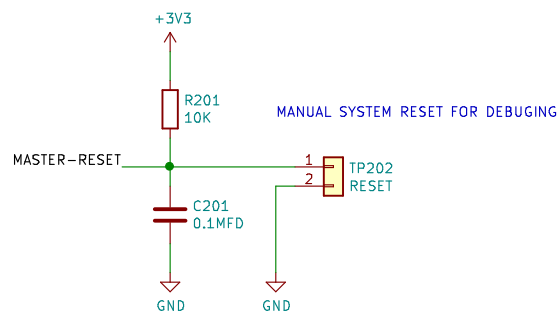 +3V3
R201
10K
MANUAL SYSTEM RESET FOR DEBUGING
MASTER-RESET
1
TP202
2
RESET
C201
0.1MFD
GND
GND